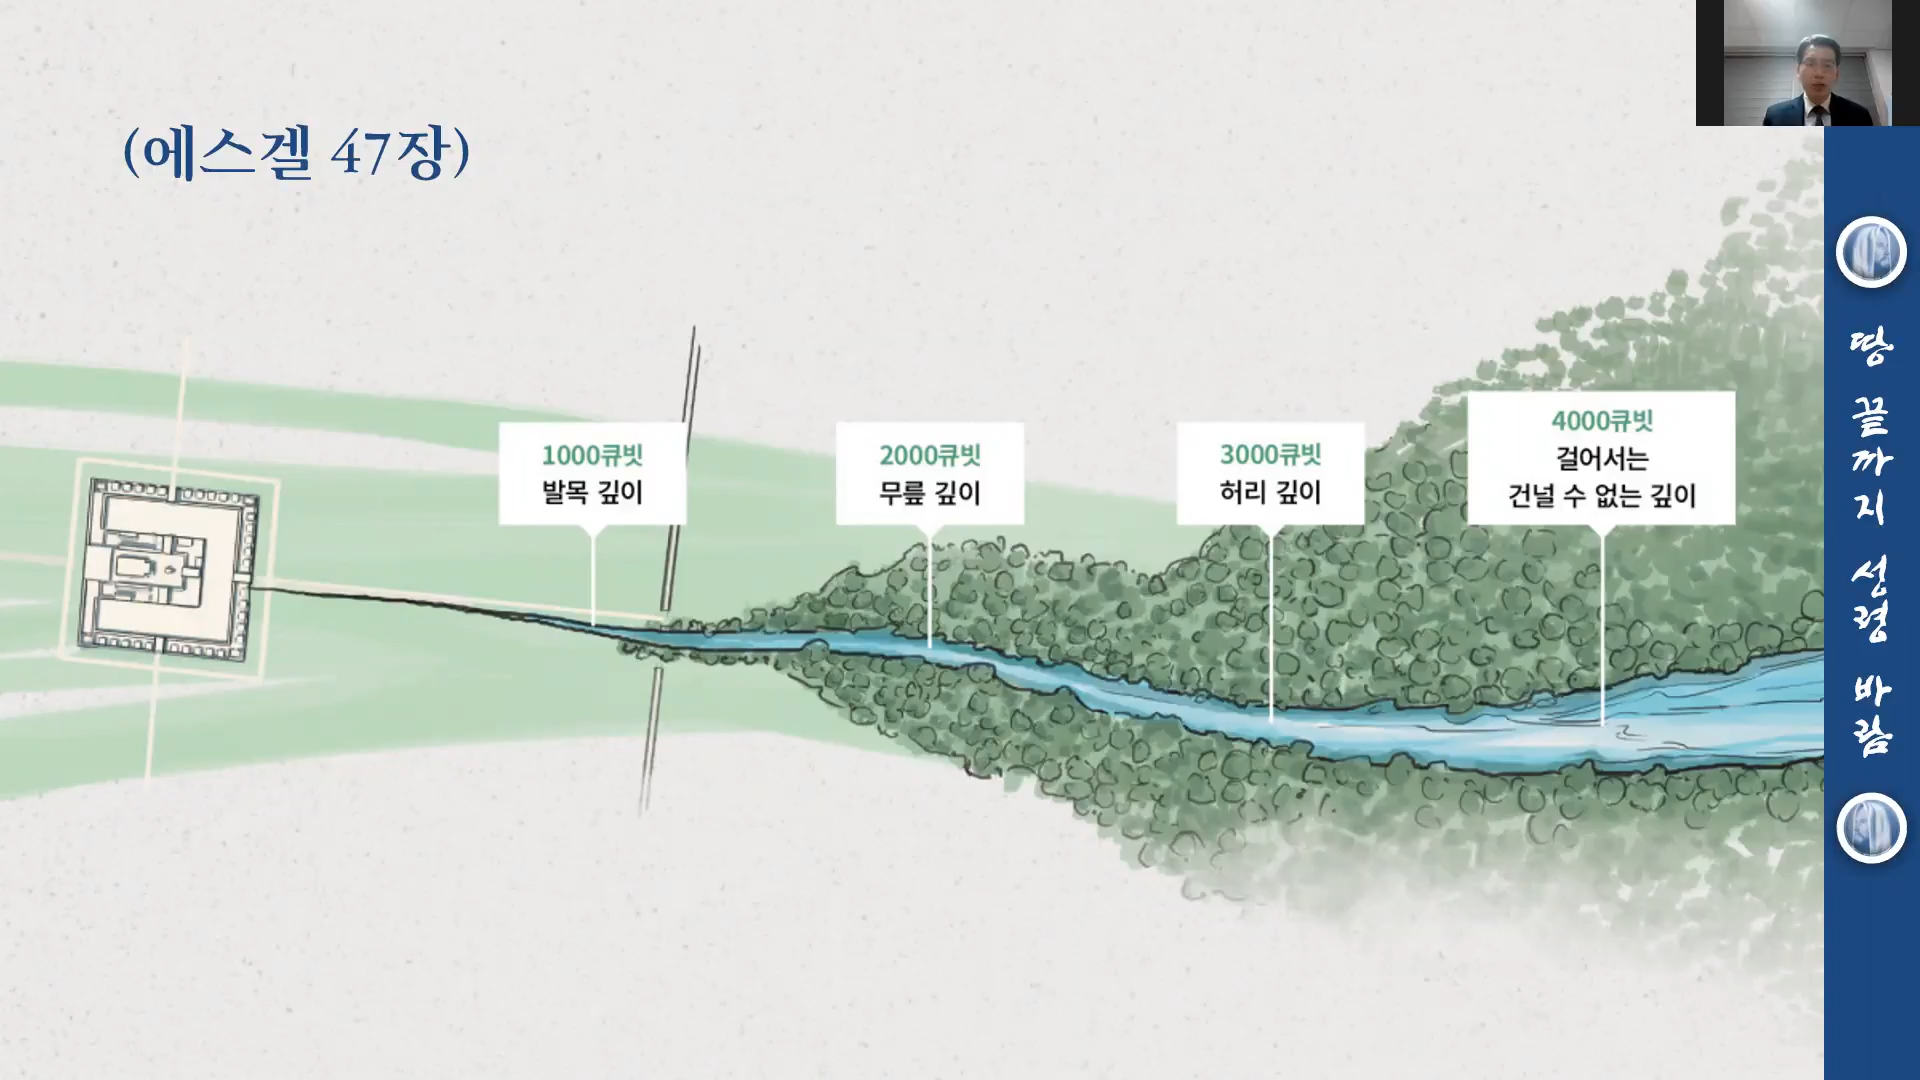 (에스겔 47장)
1000큐빗
발목 깊이
2000큐빗
무릎 깊이
3000큐빗
허리 깊이
4000큐빗
걸어서는
건널 수 없는 깊이
땅 끝까지 성령 바람